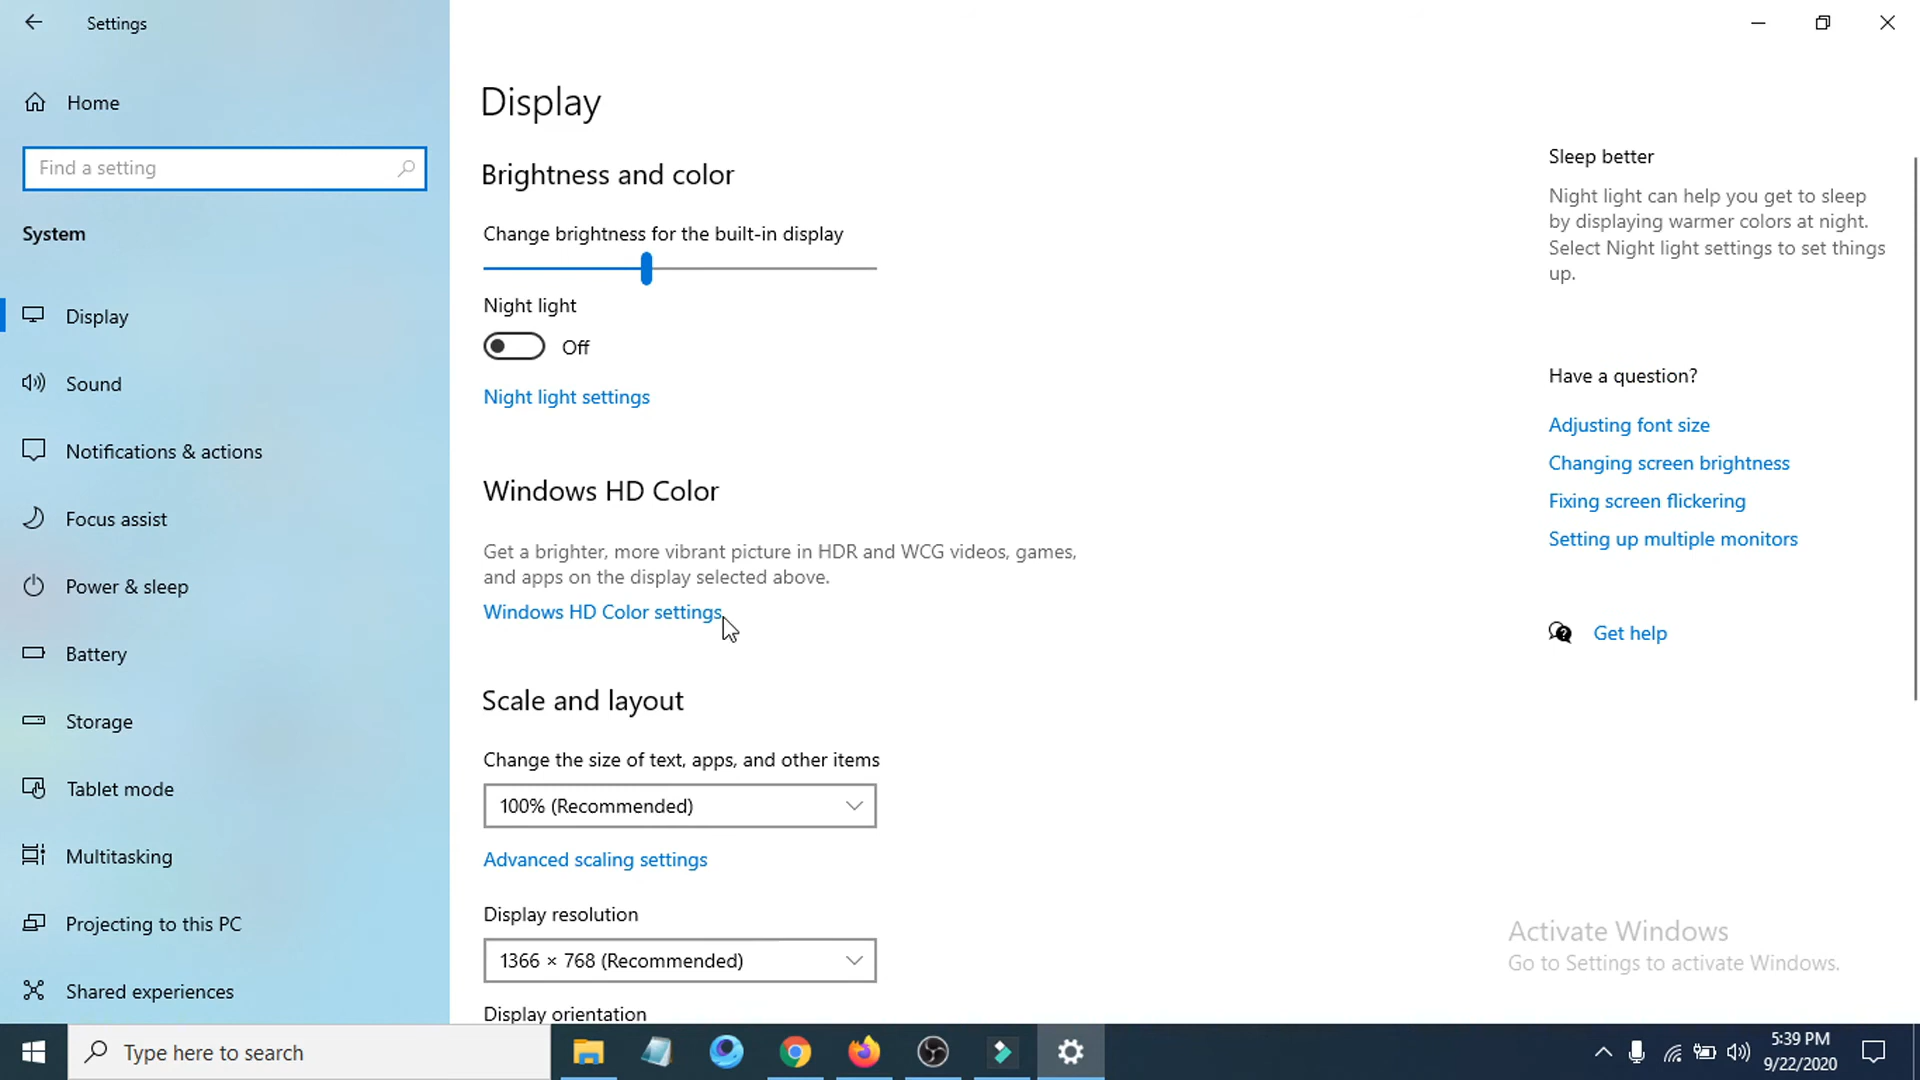 Settings
Home
Find a setting
System
Display
Sound
Notifications & actions
Focus assist
Power & sleep
Battery
Storage
Tablet mode
Multitasking
Projecting to this PC
Shared experiences
Display
Brightness and color
Change brightness for the built-in display
Night light
Off
Night light settings
Windows HD Color
Get a brighter, more vibrant picture in HDR and WCG videos, games,
and apps on the display selected above.
Windows HD Color settings
Scale and layout
Change the size of text, apps, and other items
100% (Recommended)
Advanced scaling settings
Display resolution
1366 × 768 (Recommended)
Display orientation
Sleep better
Night light can help you get to sleep
by displaying warmer colors at night.
Select Night light settings to set things
up.
Have a question?
Adjusting font size
Changing screen brightness
Fixing screen flickering
Setting up multiple monitors
Get help
Activate Windows
Go to Settings to activate Windows.
Type here to search
5:39 PM
9/22/2020